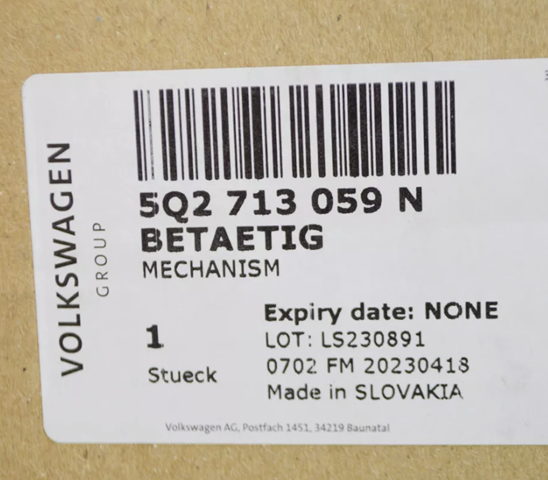 VOLKSWAGEN
GROUP
5Q2 713 059 N
BETAETIG
MECHANISM
1
Stueck
Expiry date: NONE
LOT: LS230891
0702 FM 20230418
Made in SLOVAKIA
Volkswagen AG, Postfach 1451, 34219 Baunatal